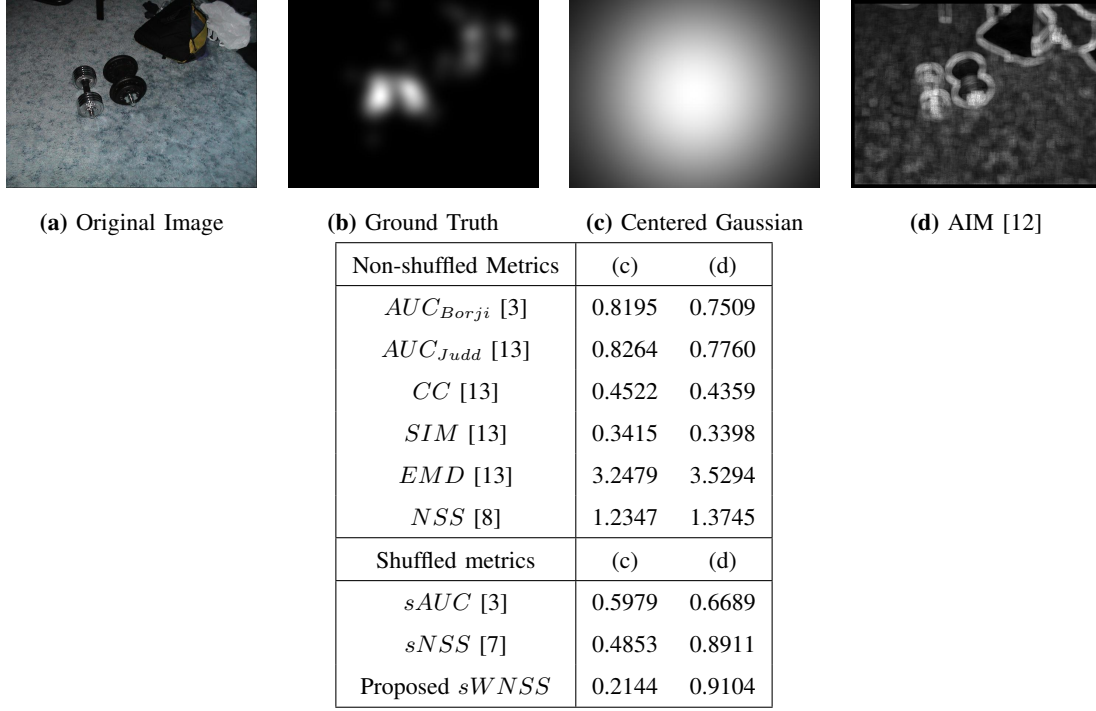 (a) Original Image
(b) Ground Truth
(c) Centered Gaussian
(d) AIM [12]
Non-shuffled Metrics (c) (d)
AUC_Borji [3] 0.8195 0.7509
AUC_Judd [13] 0.8264 0.7760
CC [13] 0.4522 0.4359
SIM [13] 0.3415 0.3398
EMD [13] 3.2479 3.5294
NSS [8] 1.2347 1.3745
Shuffled metrics (c) (d)
sAUC [3] 0.5979 0.6689
sNSS [7] 0.4853 0.8911
Proposed sWNSS 0.2144 0.9104